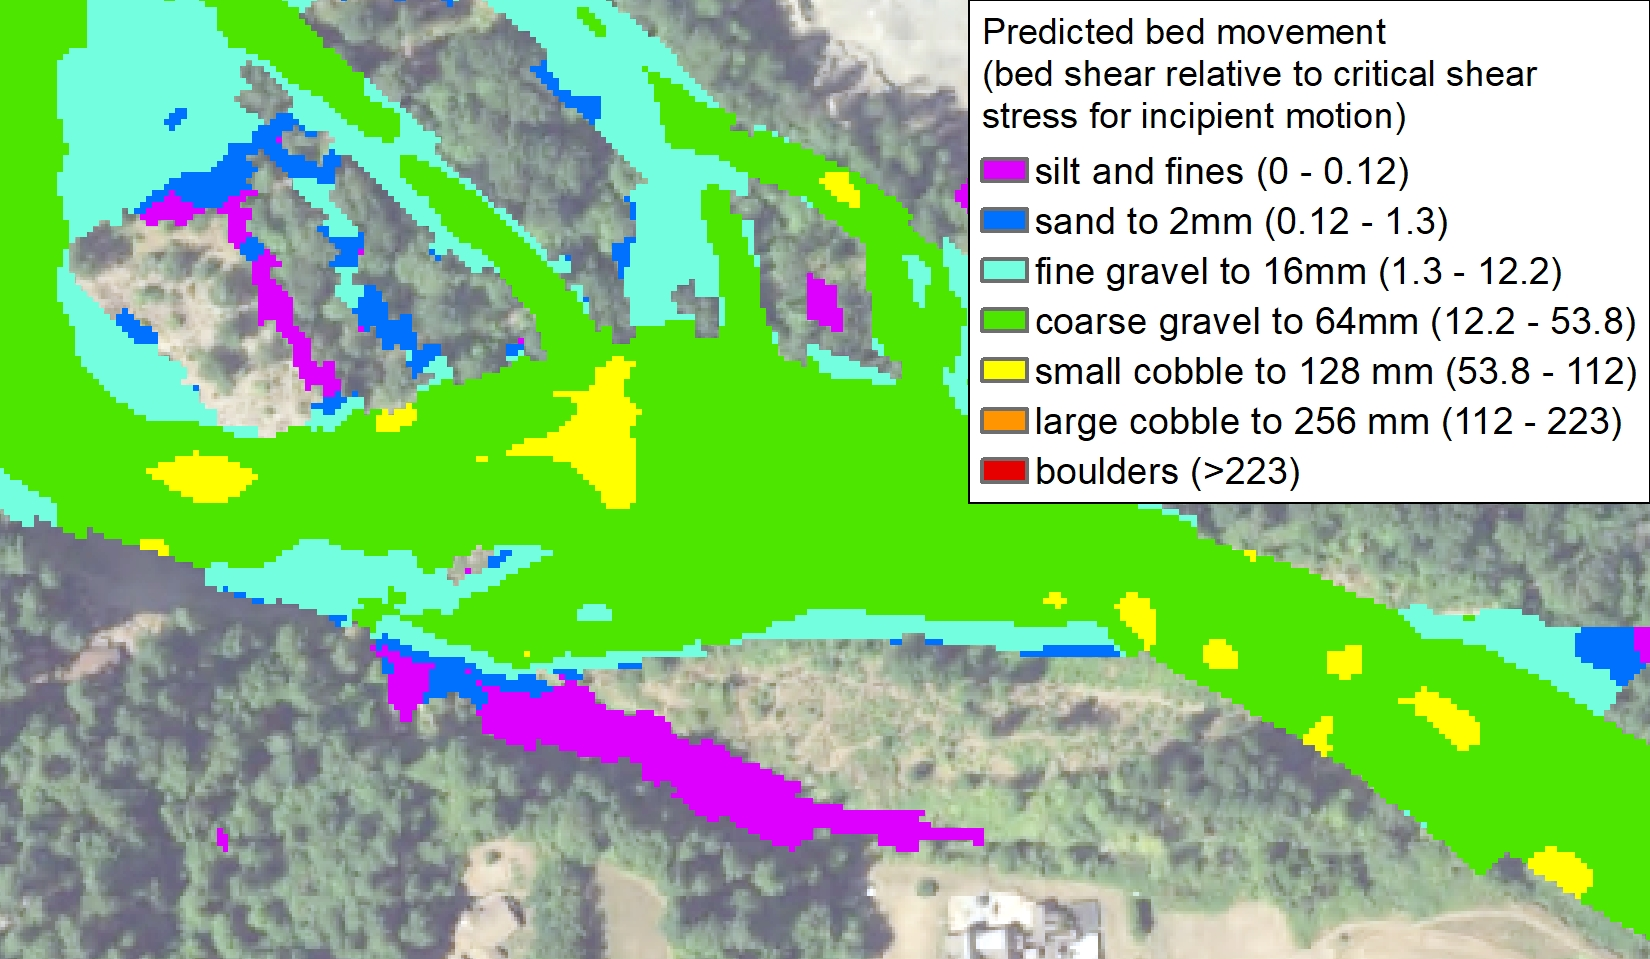 Predicted bed movement
(bed shear relative to critical shear
stress for incipient motion)
silt and fines (0 - 0.12)
sand to 2mm (0.12 - 1.3)
fine gravel to 16mm (1.3 - 12.2)
coarse gravel to 64mm (12.2 - 53.8)
small cobble to 128 mm (53.8 - 112)
large cobble to 256 mm (112 - 223)
boulders (>223)